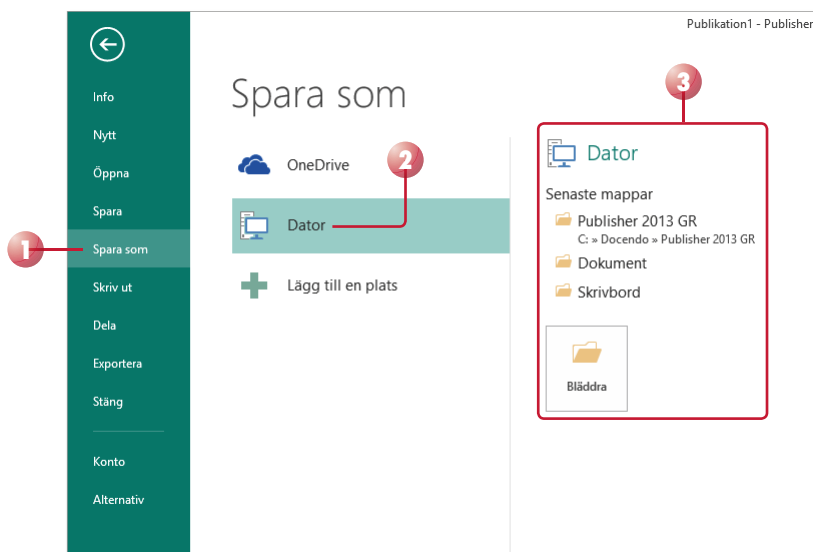 Publikation1 - Publisher
Info
Nytt
Öppna
Spara
Spara som
Skriv ut
Dela
Exportera
Stäng
Konto
Alternativ
1
Spara som
OneDrive
2
Dator
Lägg till en plats
3
Dator
Senaste mappar
Publisher 2013 GR
C: » Docendo » Publisher 2013 GR
Dokument
Skrivbord
Bläddra